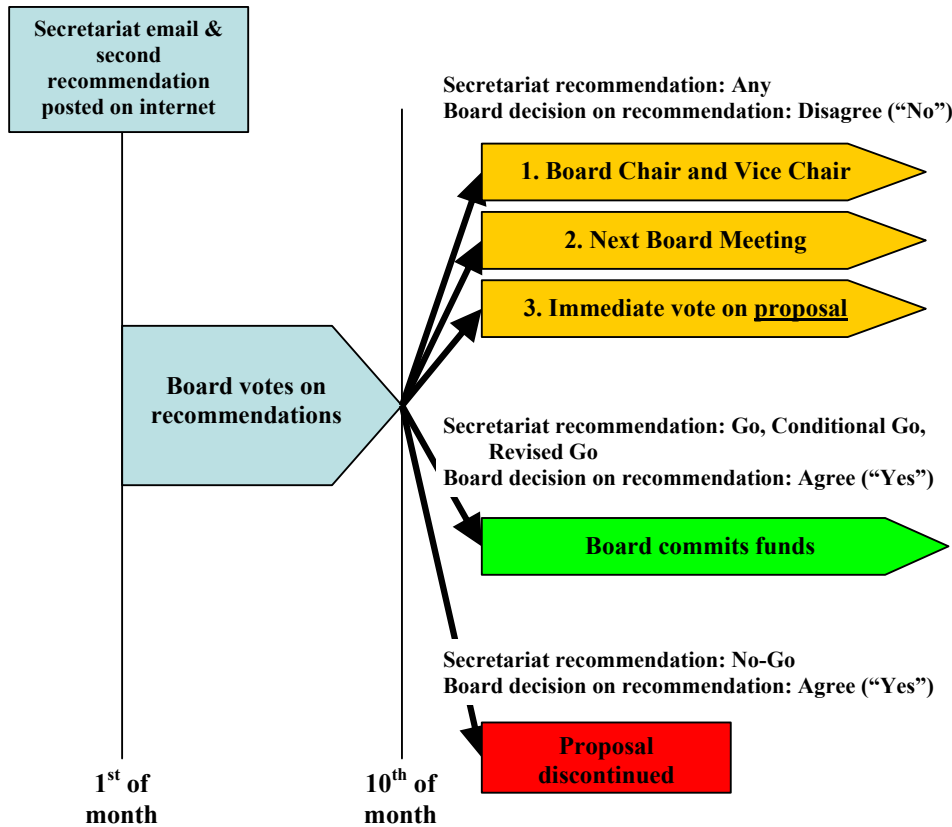 Secretariat email &
second
recommendation
posted on internet
Secretariat recommendation: Any
Board decision on recommendation: Disagree (“No”)
1. Board Chair and Vice Chair
2. Next Board Meeting
3. Immediate vote on proposal
Board votes on
recommendations
Secretariat recommendation: Go, Conditional Go,
Revised Go
Board decision on recommendation: Agree (“Yes”)
Board commits funds
Secretariat recommendation: No-Go
Board decision on recommendation: Agree (“Yes”)
Proposal
discontinued
1st of
month
10th of
month